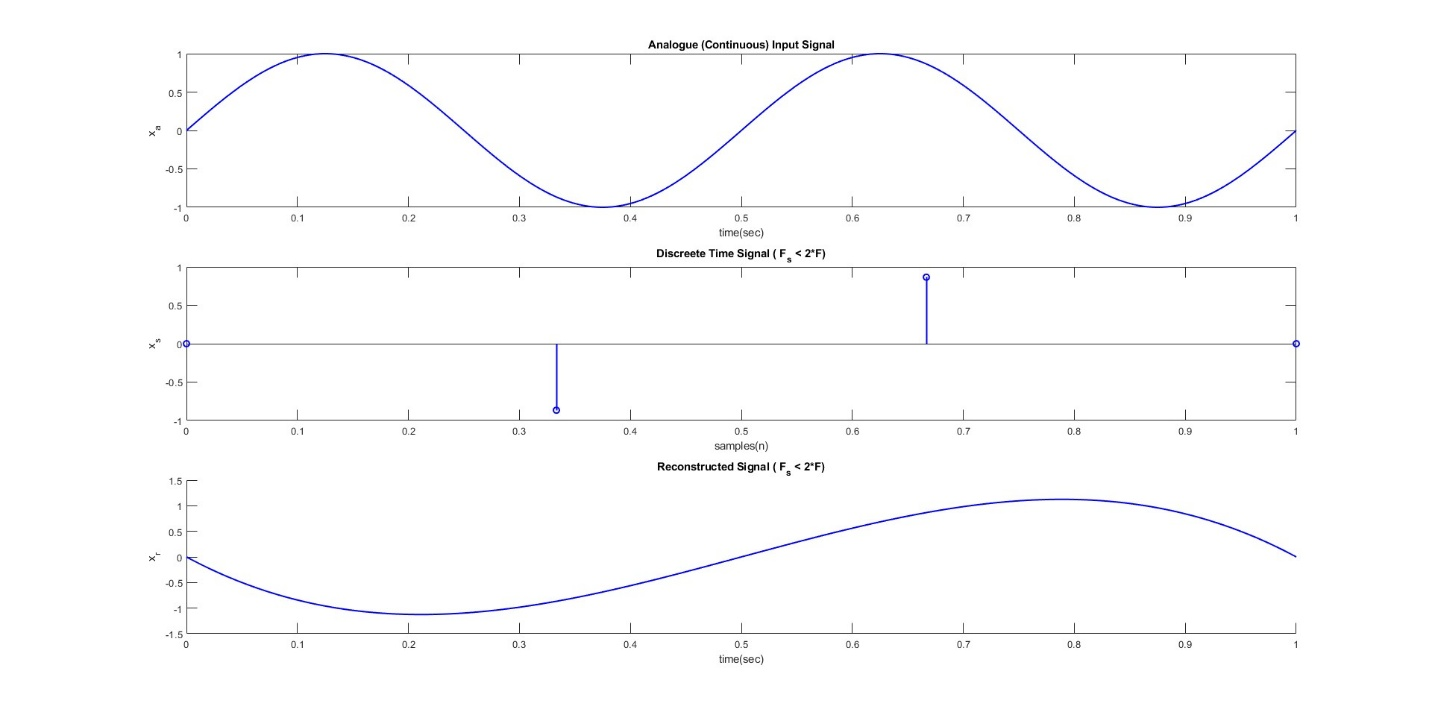 Analogue (Continuous) Input Signal
1
0.5
0
-0.5
-1
x_a
0 0.1 0.2 0.3 0.4 0.5 0.6 0.7 0.8 0.9 1
time(sec)
Discreete Time Signal ( F_s < 2*F)
1
0.5
0
-0.5
-1
x_s
0 0.1 0.2 0.3 0.4 0.5 0.6 0.7 0.8 0.9 1
samples(n)
Reconstructed Signal ( F_s < 2*F)
1.5
1
0.5
0
-0.5
-1
-1.5
x_r
0 0.1 0.2 0.3 0.4 0.5 0.6 0.7 0.8 0.9 1
time(sec)